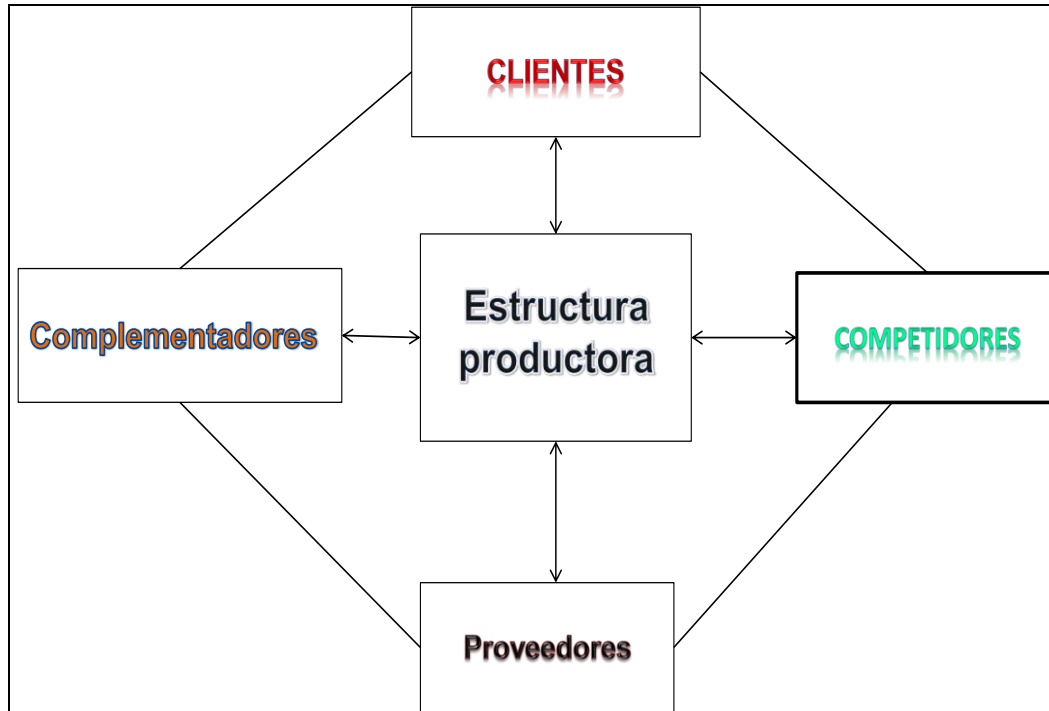 CLIENTES
Estructura
productora
Complementadores
COMPETIDORES
Proveedores